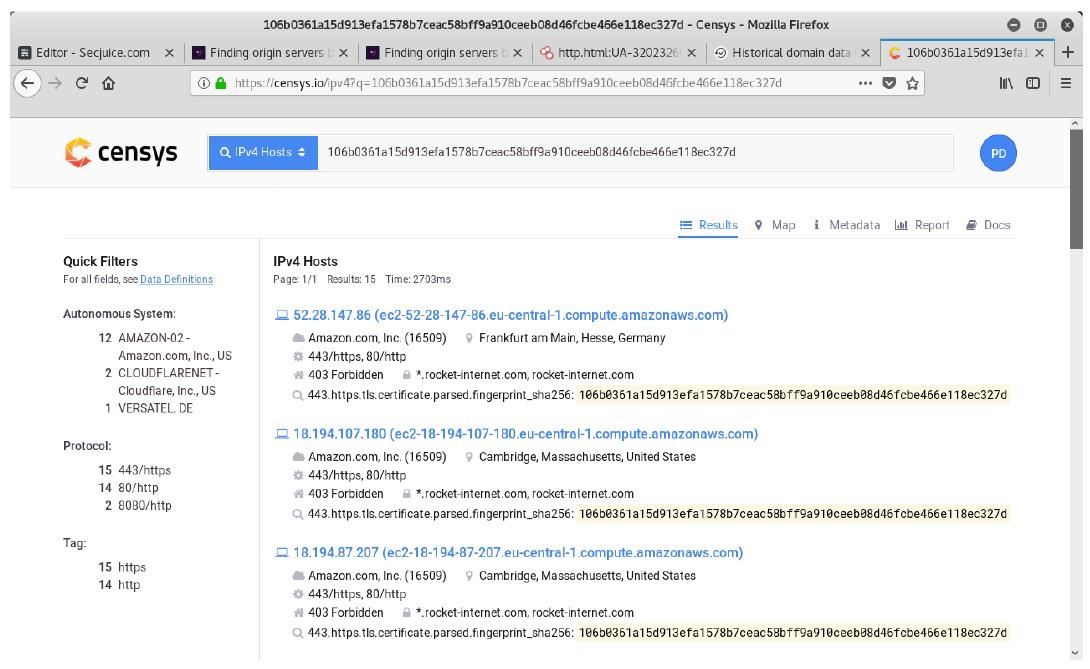 106b0361a15d913efa1578b7ceac58bff9a910ceeb08d46fcbe466e118ec327d - Censys - Mozilla Firefox
Editor - Secjuice.com
Finding origin servers b
Finding origin servers b
http.html:UA-3202326
Historical domain data
106b0361a15d913efa1
https://censys.io/ipv4?q=106b0361a15d913efa1578b7ceac58bff9a910ceeb08d46fcbe466e118ec327d
censys
IPv4 Hosts
106b0361a15d913efa1578b7ceac58bff9a910ceeb08d46fcbe466e118ec327d
PD
Results
Map
Metadata
Report
Docs
Quick Filters
For all fields, see Data Definitions
Autonomous System:
12 AMAZON-02 -
Amazon.com, Inc., US
2 CLOUDFLARENET -
Cloudflare, Inc., US
1 VERSATEL, DE
Protocol:
15 443/https
14 80/http
2 8080/http
Tag:
15 https
14 http
IPv4 Hosts
Page: 1/1 Results: 15 Time: 2703ms
52.28.147.86 (ec2-52-28-147-86.eu-central-1.compute.amazonaws.com)
Amazon.com, Inc. (16509) Frankfurt am Main, Hesse, Germany
443/https, 80/http
403 Forbidden *.rocket-internet.com, rocket-internet.com
443.https.tls.certificate.parsed.fingerprint_sha256: 106b0361a15d913efa1578b7ceac58bff9a910ceeb08d46fcbe466e118ec327d
18.194.107.180 (ec2-18-194-107-180.eu-central-1.compute.amazonaws.com)
Amazon.com, Inc. (16509) Cambridge, Massachusetts, United States
443/https, 80/http
403 Forbidden *.rocket-internet.com, rocket-internet.com
443.https.tls.certificate.parsed.fingerprint_sha256: 106b0361a15d913efa1578b7ceac58bff9a910ceeb08d46fcbe466e118ec327d
18.194.87.207 (ec2-18-194-87-207.eu-central-1.compute.amazonaws.com)
Amazon.com, Inc. (16509) Cambridge, Massachusetts, United States
443/https, 80/http
403 Forbidden *.rocket-internet.com, rocket-internet.com
443.https.tls.certificate.parsed.fingerprint_sha256: 106b0361a15d913efa1578b7ceac58bff9a910ceeb08d46fcbe466e118ec327d